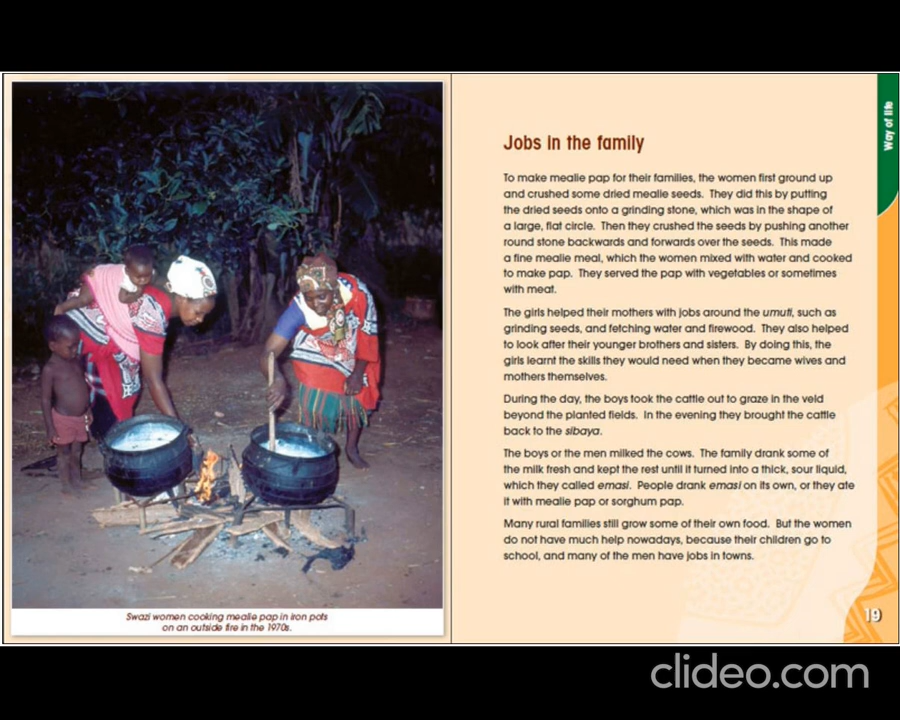 Swazi women cooking mealie pap in iron pots
on an outside fire in the 1970s.
Way of life
Jobs in the family
To make mealie pap for their families, the women first ground up
and crushed some dried mealie seeds. They did this by putting
the dried seeds onto a grinding stone, which was in the shape of
a large, flat circle. Then they crushed the seeds by pushing another
round stone backwards and forwards over the seeds. This made
a fine mealie meal, which the women mixed with water and cooked
to make pap. They served the pap with vegetables or sometimes
with meat.
The girls helped their mothers with jobs around the umuti, such as
grinding seeds, and fetching water and firewood. They also helped
to look after their younger brothers and sisters. By doing this, the
girls learnt the skills they would need when they became wives and
mothers themselves.
During the day, the boys took the cattle out to graze in the veld
beyond the planted fields. In the evening they brought the cattle
back to the sibaya.
The boys or the men milked the cows. The family drank some of
the milk fresh and kept the rest until it turned into a thick, sour liquid,
which they called emasi. People drank emasi on its own, or they ate
it with mealie pap or sorghum pap.
Many rural families still grow some of their own food. But the women
do not have much help nowadays, because their children go to
school, and many of the men have jobs in towns.
19
clideo.com